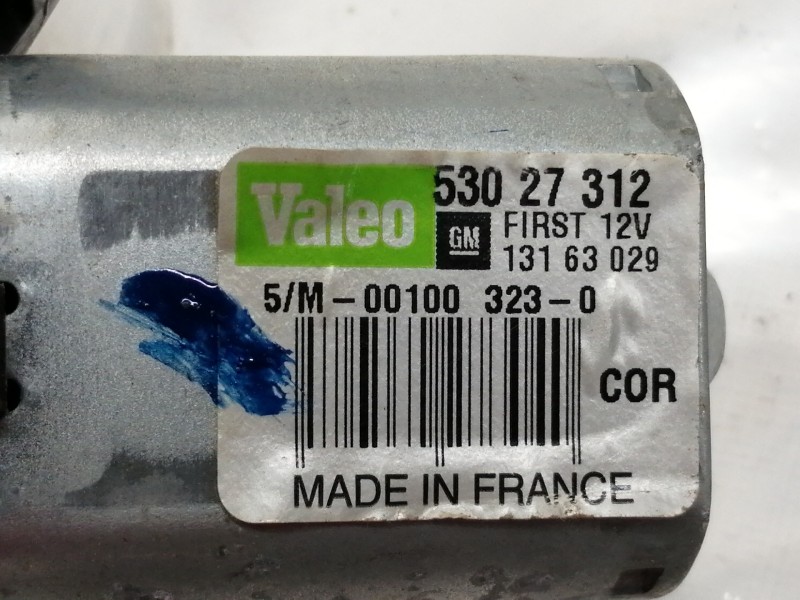 Valeo 530 27 312
GM FIRST 12V
131 63 029
5/M-00100 323-0
COR
MADE IN FRANCE